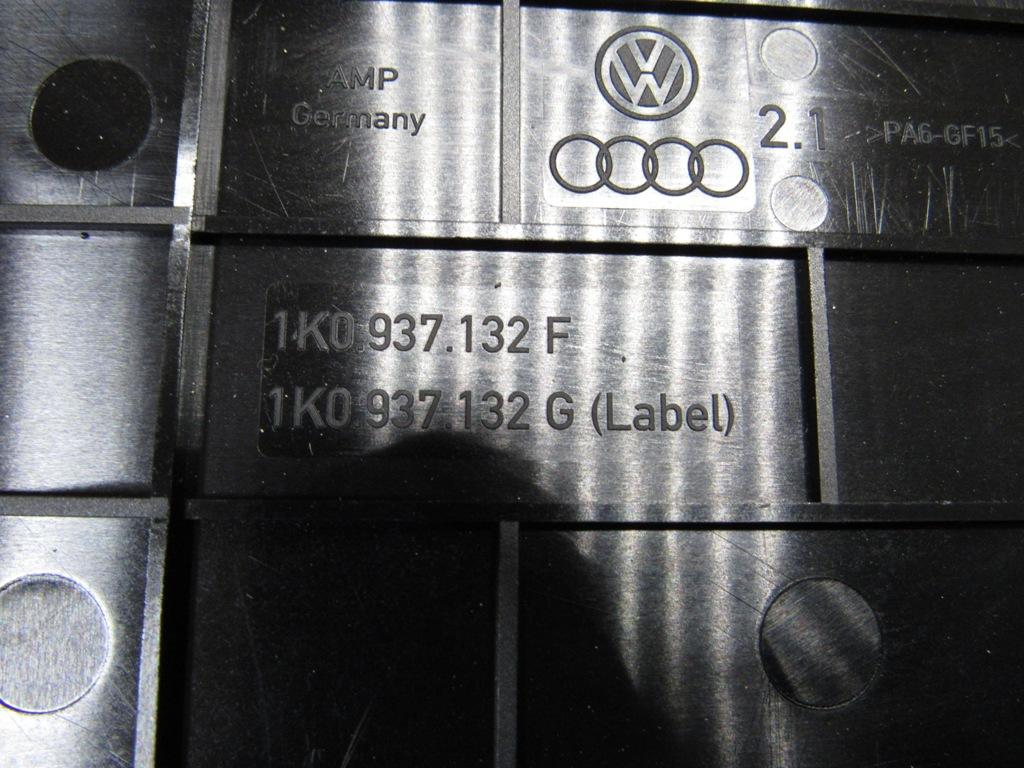 AMP
Germany
2.1
>PA6-GF15<
1K0.937.132 F
1K0.937.132 G (Label)